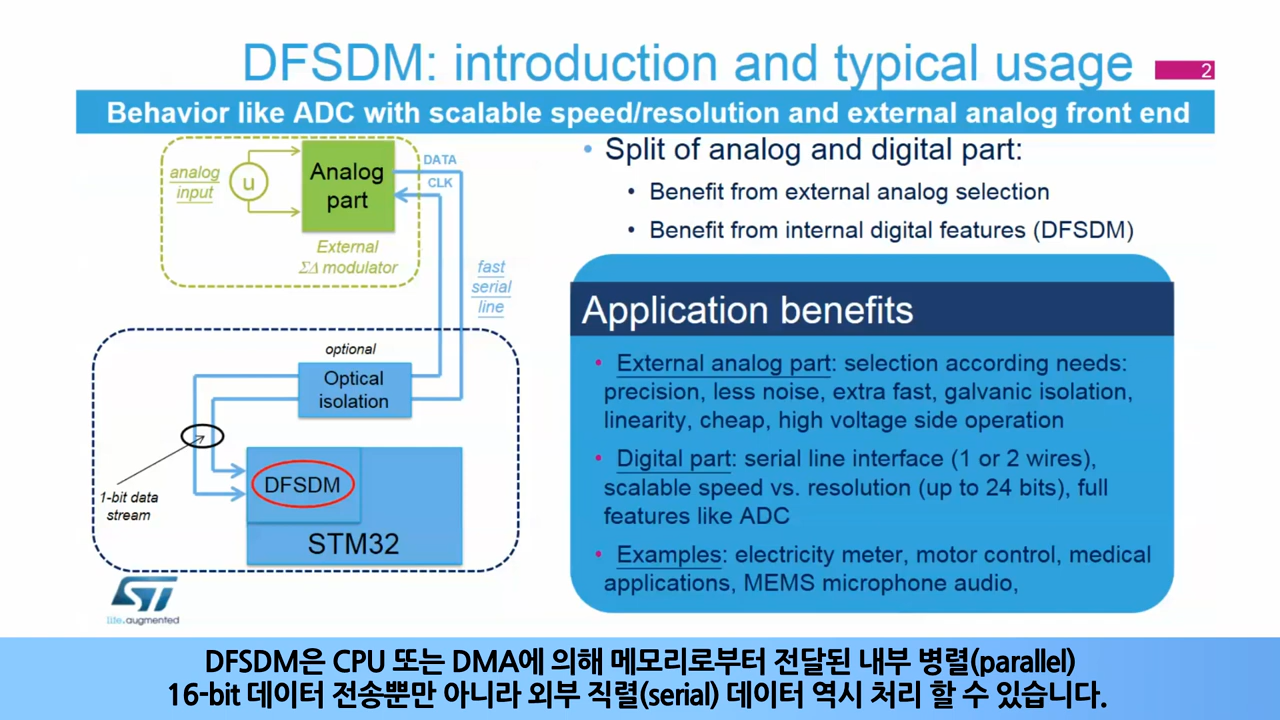 DFSDM: introduction and typical usage
2
Behavior like ADC with scalable speed/resolution and external analog front end
analog
input
u
Analog
part
DATA
CLK
External
ΣΔ modulator
fast
serial
line
optional
Optical
isolation
1-bit data
stream
DFSDM
STM32
ST
life.augmented
• Split of analog and digital part:
• Benefit from external analog selection
• Benefit from internal digital features (DFSDM)
Application benefits
• External analog part: selection according needs:
precision, less noise, extra fast, galvanic isolation,
linearity, cheap, high voltage side operation
• Digital part: serial line interface (1 or 2 wires),
scalable speed vs. resolution (up to 24 bits), full
features like ADC
• Examples: electricity meter, motor control, medical
applications, MEMS microphone audio,
DFSDM은 CPU 또는 DMA에 의해 메모리로부터 전달된 내부 병렬(parallel)
16-bit 데이터 전송뿐만 아니라 외부 직렬(serial) 데이터 역시 처리 할 수 있습니다.